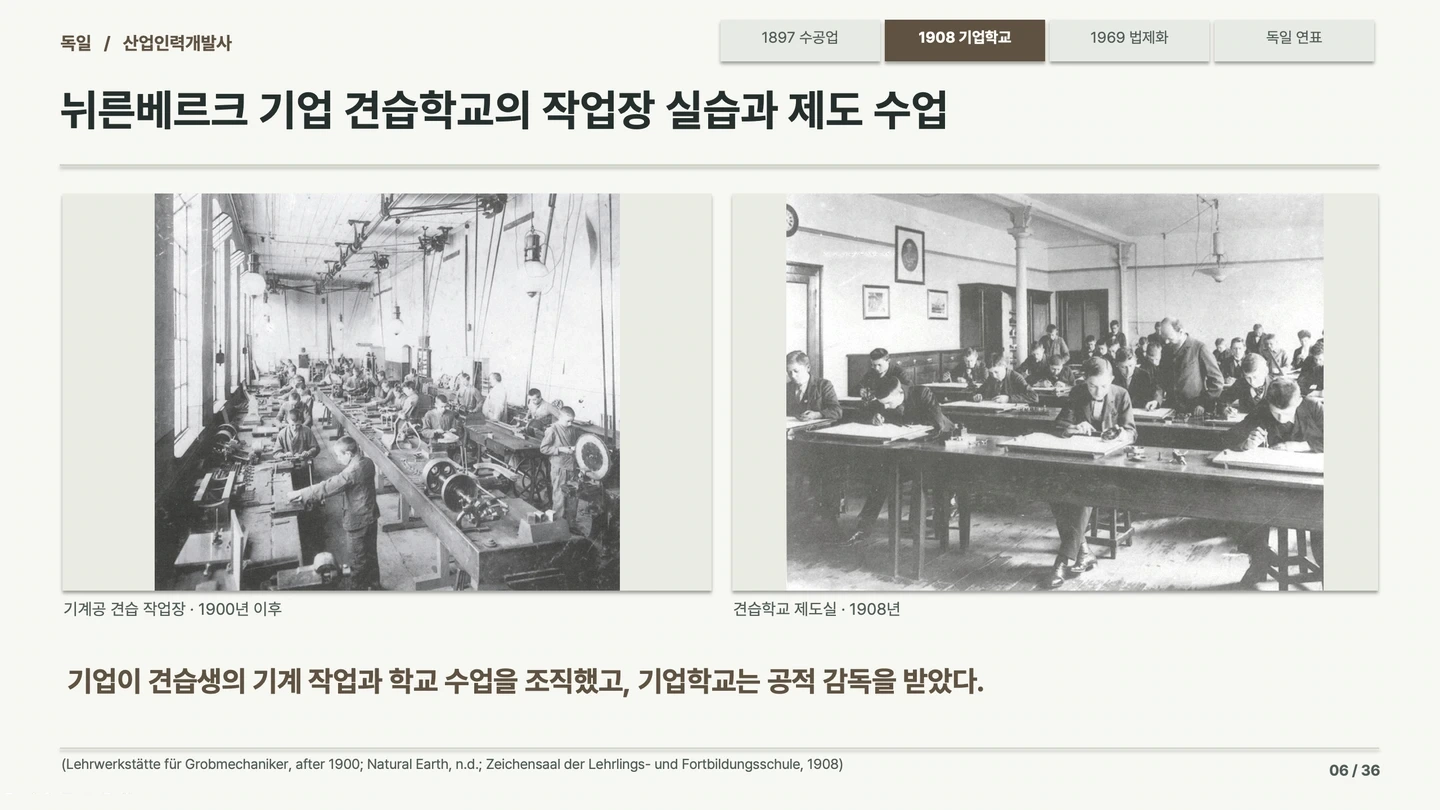 독일 / 산업인력개발사
1897 수공업
1908 기업학교
1969 법제화
독일 연표
뉘른베르크 기업 견습학교의 작업장 실습과 제도 수업
기계공 견습 작업장 · 1900년 이후
견습학교 제도실 · 1908년
기업이 견습생의 기계 작업과 학교 수업을 조직했고, 기업학교는 공적 감독을 받았다.
(Lehrwerkstätte für Grobmechaniker, after 1900; Natural Earth, n.d.; Zeichensaal der Lehrlings- und Fortbildungsschule, 1908)
06 / 36